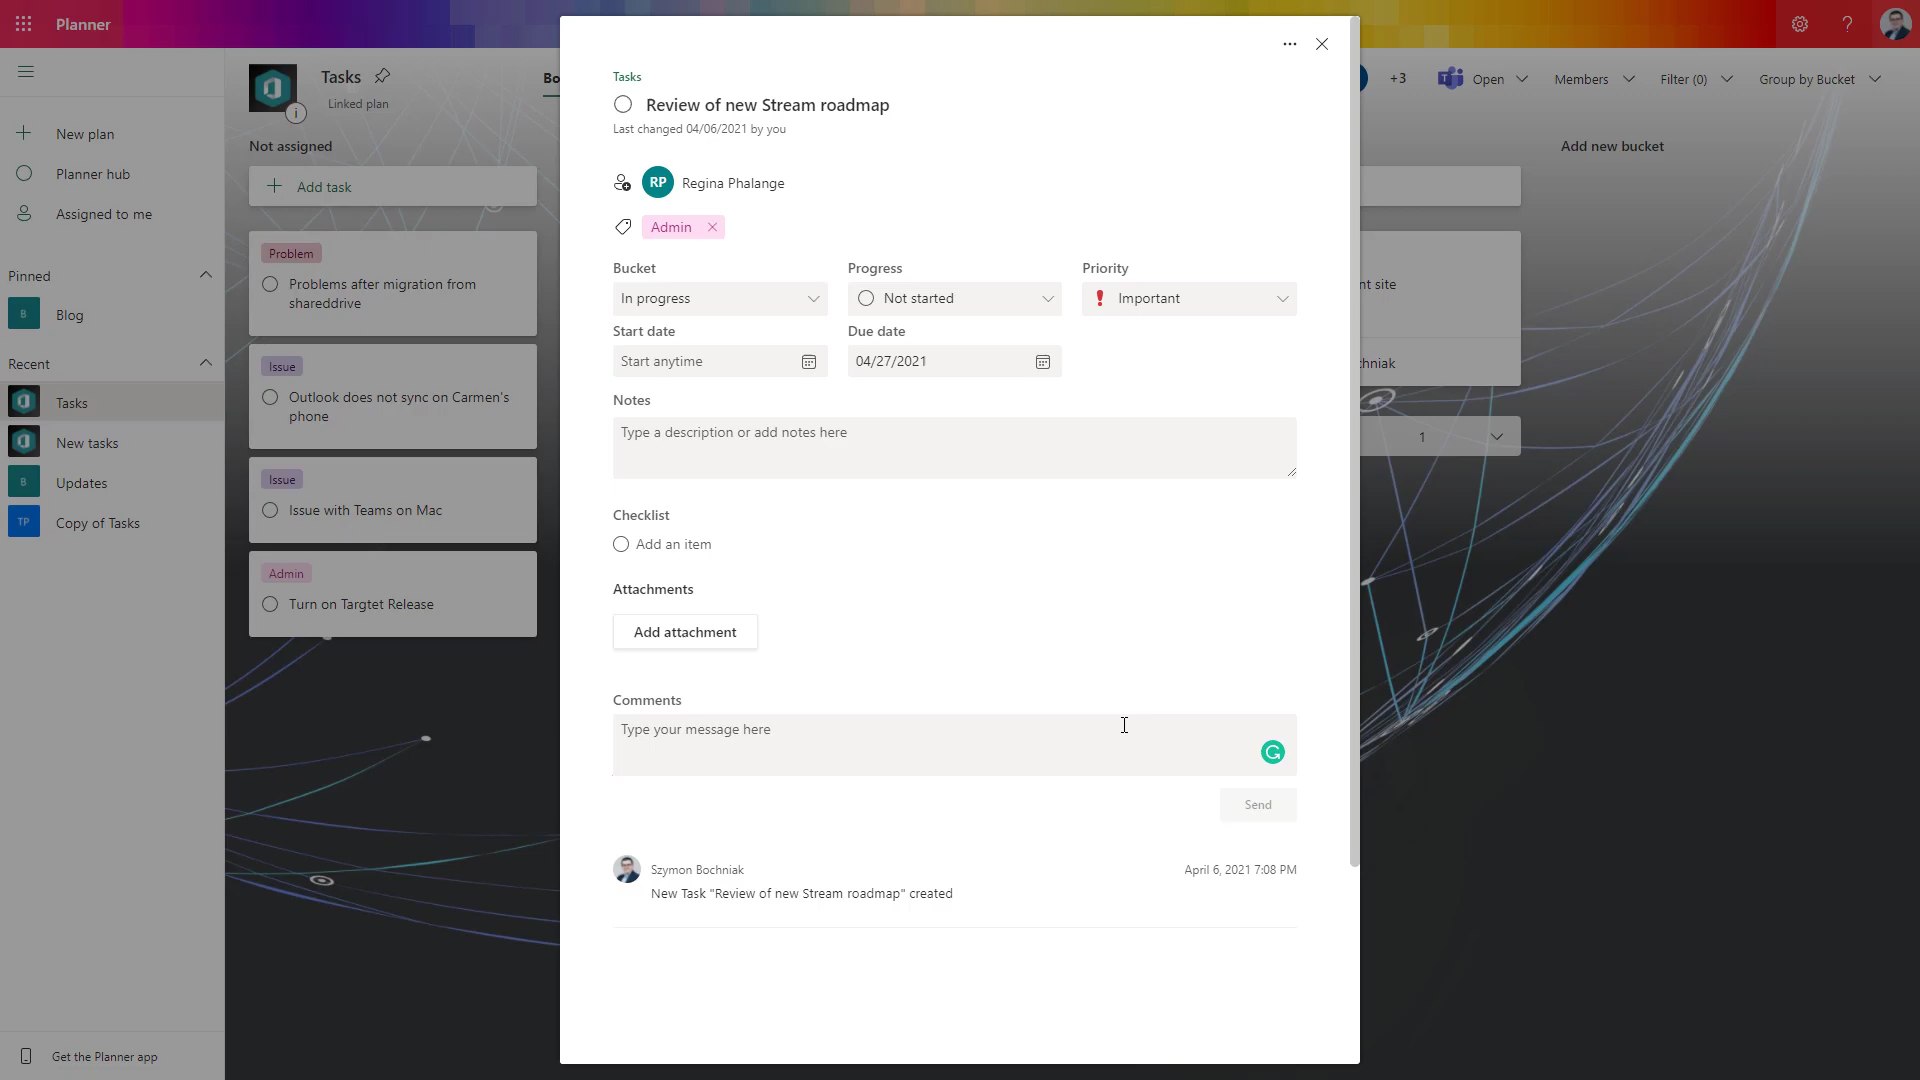 Planner
New plan
Planner hub
Assigned to me
Pinned
B
Blog
Recent
Tasks
New tasks
B
Updates
TP
Copy of Tasks
Get the Planner app
Tasks
Linked plan
Bo
+3
Open
Members
Filter (0)
Group by Bucket
Not assigned
Add task
Problem
Problems after migration from
shareddrive
Issue
Outlook does not sync on Carmen's
phone
Issue
Issue with Teams on Mac
Admin
Turn on Targtet Release
Tasks
Review of new Stream roadmap
Last changed 04/06/2021 by you
RP
Regina Phalange
Admin
Bucket
Progress
Priority
In progress
Not started
Important
Start date
Due date
Start anytime
04/27/2021
Notes
Type a description or add notes here
Checklist
Add an item
Attachments
Add attachment
Comments
Type your message here
Send
Szymon Bochniak
April 6, 2021 7:08 PM
New Task "Review of new Stream roadmap" created
Add new bucket
nt site
chniak
1